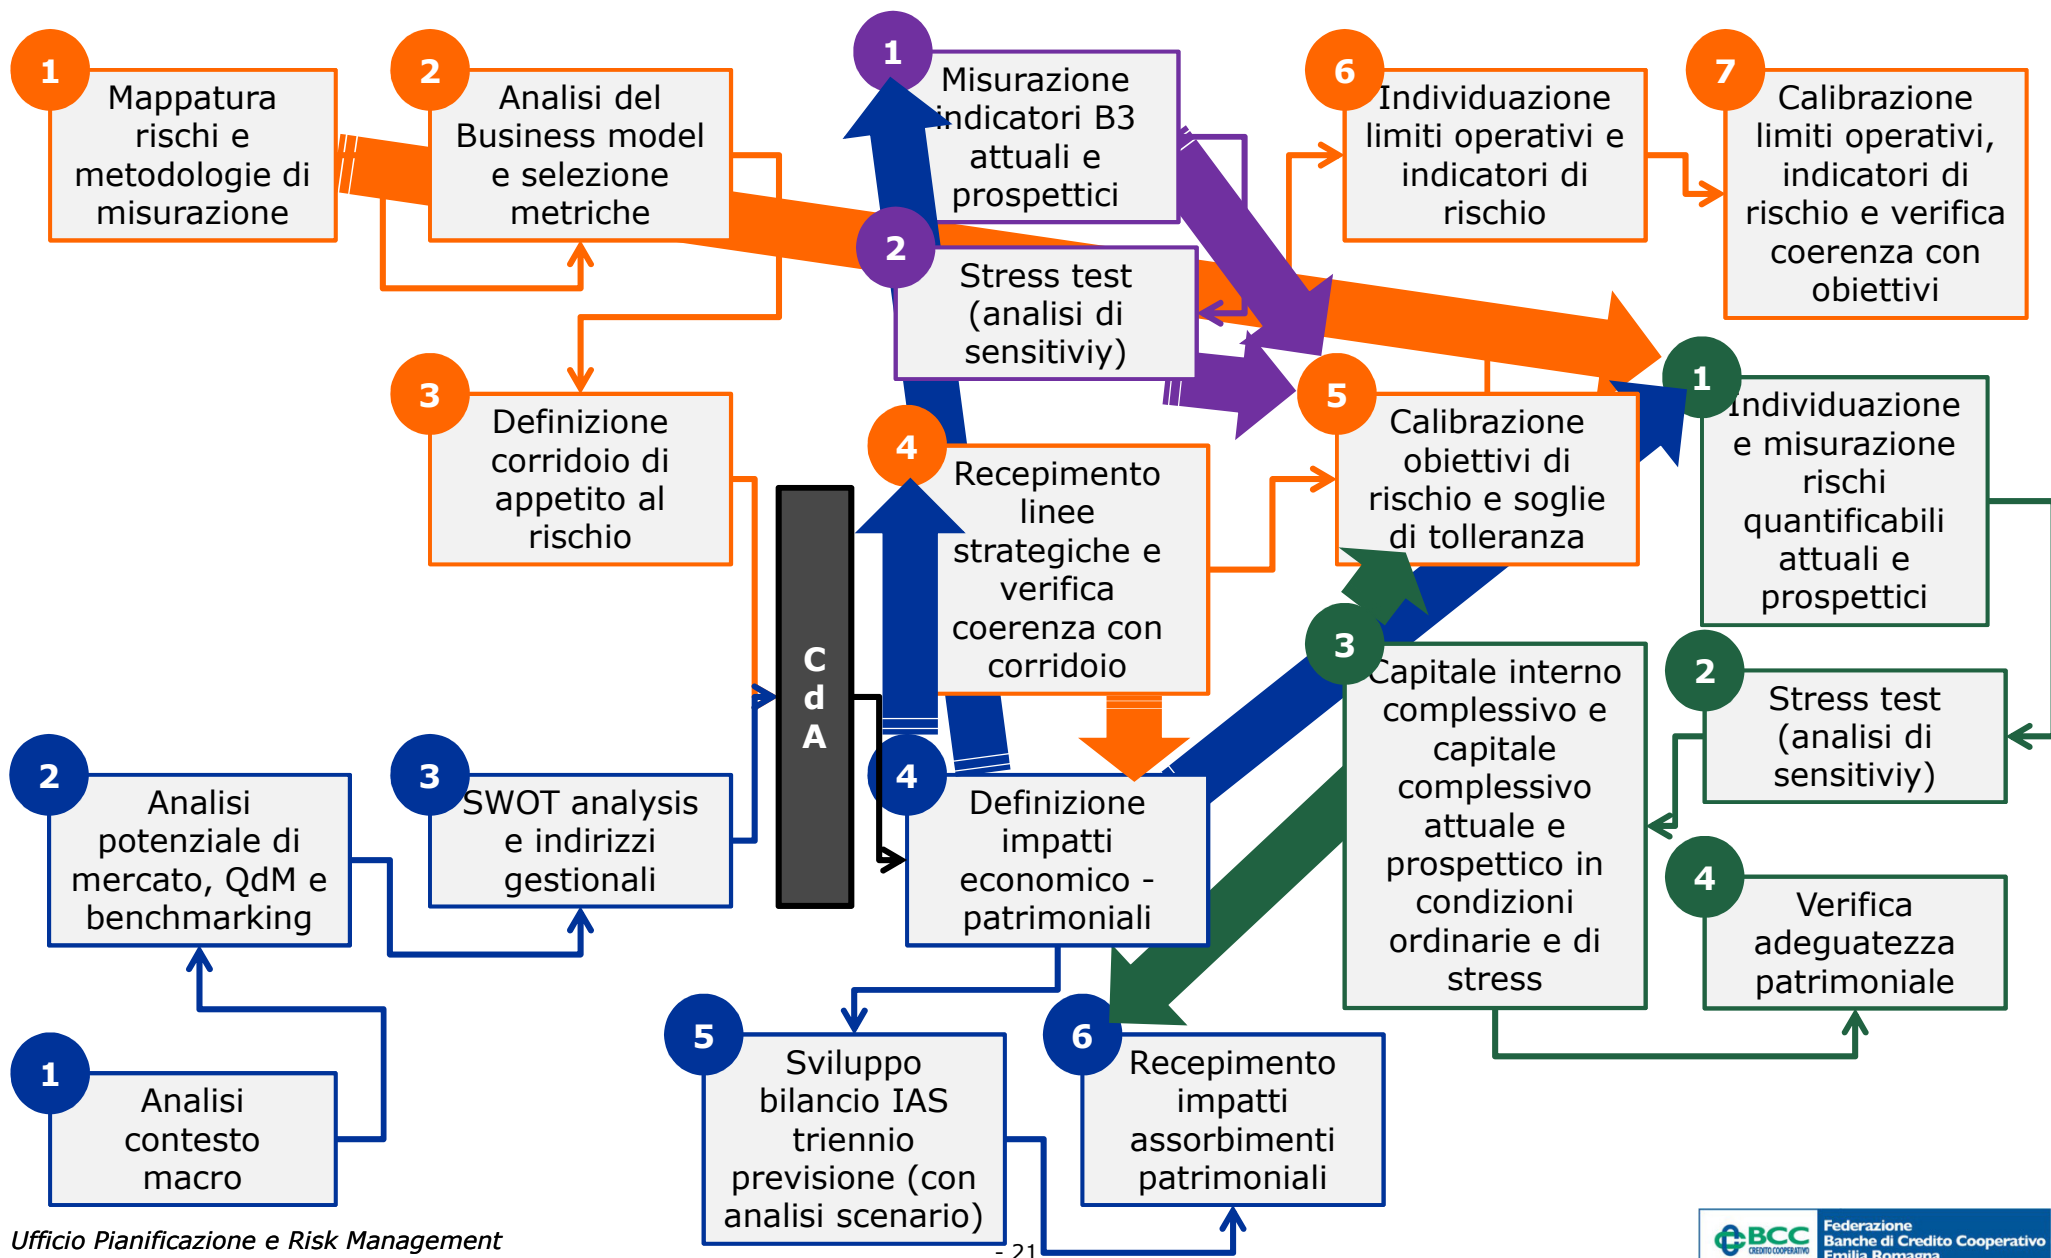 1
Mappatura
rischi e
metodologie di
misurazione
2
Analisi del
Business model
e selezione
metriche
1
Misurazione
indicatori B3
attuali e
prospettici
6
Individuazione
limiti operativi e
indicatori di
rischio
7
Calibrazione
limiti operativi,
indicatori di
rischio e verifica
coerenza con
obiettivi
2
Stress test
(analisi di
sensitiviy)
3
Definizione
corridoio di
appetito al
rischio
4
Recepimento
linee
strategiche e
verifica
coerenza con
corridoio
5
Calibrazione
obiettivi di
rischio e soglie
di tolleranza
1
Individuazione
e misurazione
rischi
quantificabili
attuali e
prospettici
C
d
A
3
Capitale interno
complessivo e
capitale
complessivo
attuale e
prospettico in
condizioni
ordinarie e di
stress
2
Stress test
(analisi di
sensitiviy)
2
Analisi
potenziale di
mercato, QdM e
benchmarking
3
SWOT analysis
e indirizzi
gestionali
4
Definizione
impatti
economico -
patrimoniali
4
Verifica
adeguatezza
patrimoniale
1
Analisi
contesto
macro
5
Sviluppo
bilancio IAS
triennio
previsione (con
analisi scenario)
6
Recepimento
impatti
assorbimenti
patrimoniali
Ufficio Pianificazione e Risk Management
- 21
BCC
CREDITO COOPERATIVO
Federazione
Banche di Credito Cooperativo
Emilia Romagna